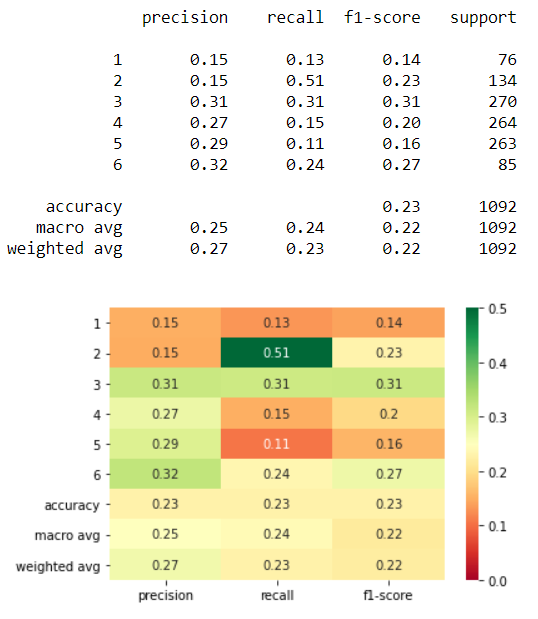 precision recall f1-score support
1 0.15 0.13 0.14 76
2 0.15 0.51 0.23 134
3 0.31 0.31 0.31 270
4 0.27 0.15 0.20 264
5 0.29 0.11 0.16 263
6 0.32 0.24 0.27 85
accuracy 0.23 1092
macro avg 0.25 0.24 0.22 1092
weighted avg 0.27 0.23 0.22 1092
1 0.15 0.13 0.14
2 0.15 0.51 0.23
3 0.31 0.31 0.31
4 0.27 0.15 0.2
5 0.29 0.11 0.16
6 0.32 0.24 0.27
accuracy 0.23 0.23 0.23
macro avg 0.25 0.24 0.22
weighted avg 0.27 0.23 0.22
precision recall f1-score
0.5
0.4
0.3
0.2
0.1
0.0